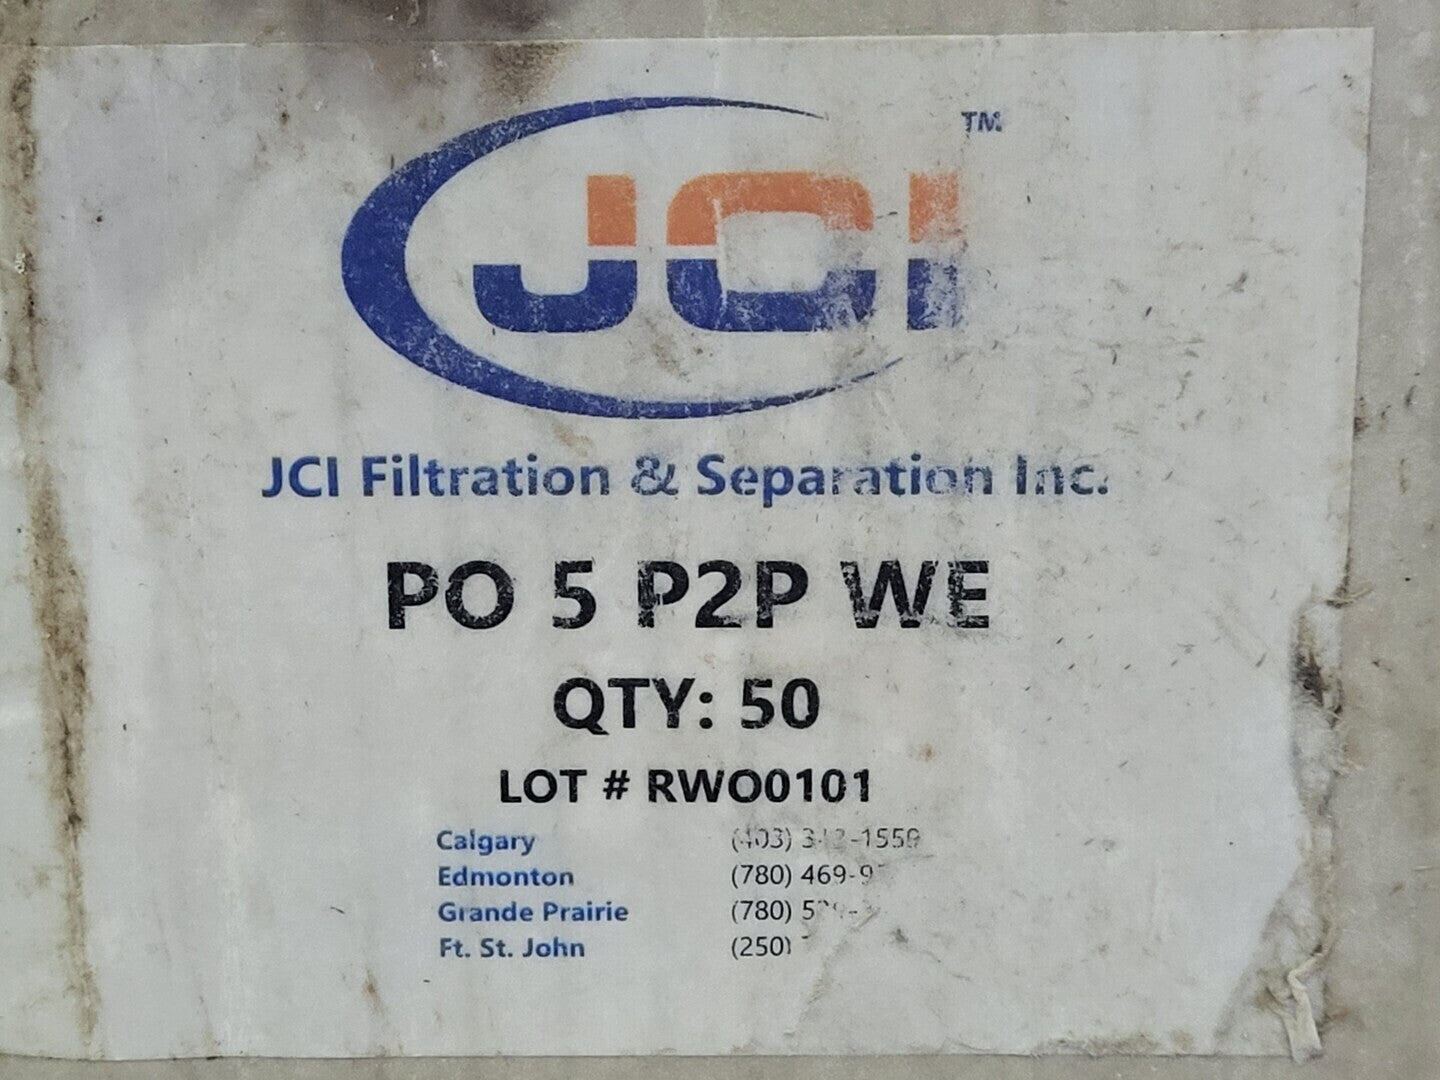 JCI TM
JCI Filtration & Separation Inc.
PO 5 P2P WE
QTY: 50
LOT # RWO0101
Calgary (403)
Edmonton (780)
Grande Prairie (780)
Ft. St. John (250)